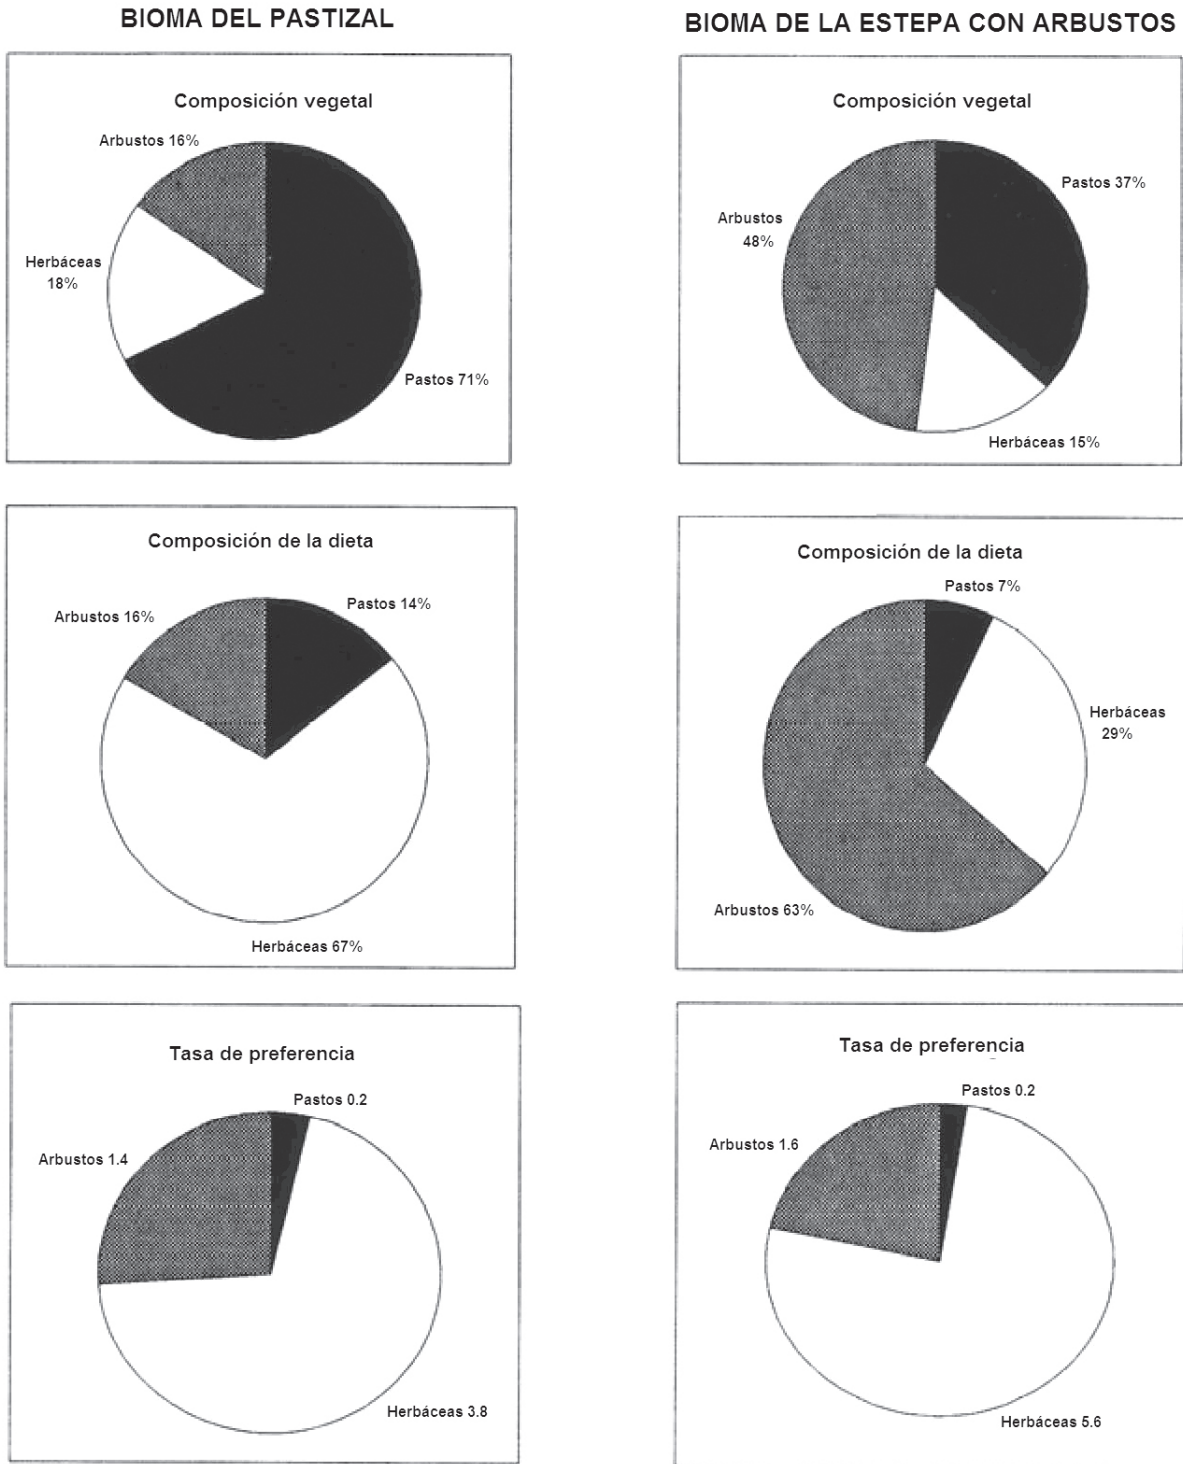 BIOMA DEL PASTIZAL
Composición vegetal
Arbustos 16%
Herbáceas
18%
Pastos 71%
Composición de la dieta
Arbustos 16%
Pastos 14%
Herbáceas 67%
Tasa de preferencia
Pastos 0.2
Arbustos 1.4
Herbáceas 3.8
BIOMA DE LA ESTEPA CON ARBUSTOS
Composición vegetal
Pastos 37%
Arbustos
48%
Herbáceas 15%
Composición de la dieta
Pastos 7%
Herbáceas
29%
Arbustos 63%
Tasa de preferencia
Pastos 0.2
Arbustos 1.6
Herbáceas 5.6